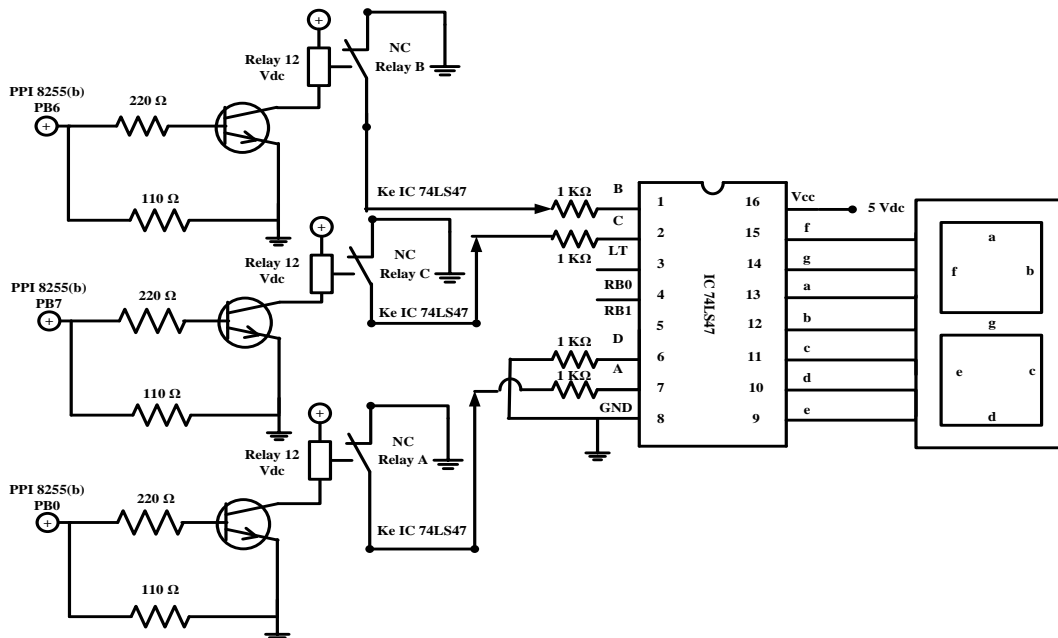 PPI 8255(b)
PB6
220 Ω
110 Ω
Relay 12
Vdc
NC
Relay B
Ke IC 74LS47
PPI 8255(b)
PB7
220 Ω
110 Ω
Relay 12
Vdc
NC
Relay C
Ke IC 74LS47
PPI 8255(b)
PB0
220 Ω
110 Ω
Relay 12
Vdc
NC
Relay A
Ke IC 74LS47
1 KΩ
1 KΩ
1 KΩ
1 KΩ
B
C
LT
RB0
RB1
D
A
GND
1
2
3
4
5
6
7
8
IC 74LS47
16
15
14
13
12
11
10
9
Vcc
5 Vdc
f
g
a
b
c
d
e
a
f
b
g
e
c
d